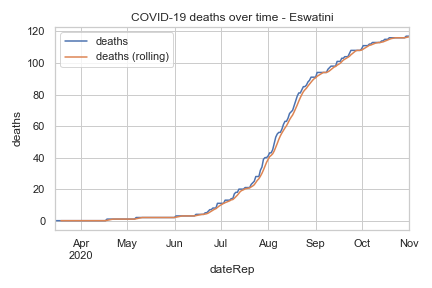 COVID-19 deaths over time - Eswatini
deaths
deaths (rolling)
120
100
80
60
40
20
0
deaths
Apr May Jun Jul Aug Sep Oct Nov
2020
dateRep